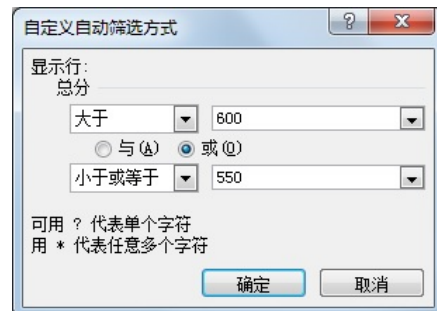 自定义自动筛选方式
显示行:
总分
大于 600
与(A) 或(O)
小于或等于 550
可用 ? 代表单个字符
用 * 代表任意多个字符
确定 取消